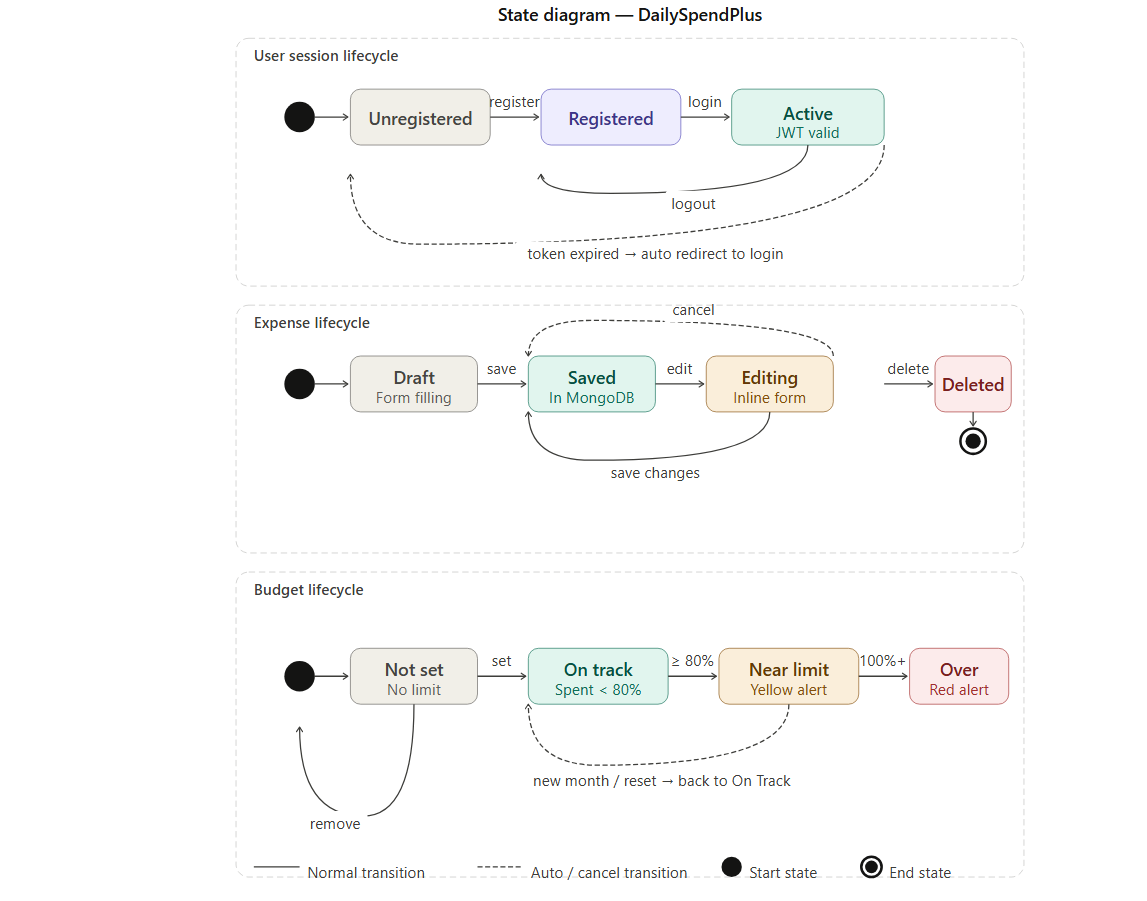 State diagram — DailySpendPlus
User session lifecycle
Unregistered
register
Registered
login
Active
JWT valid
logout
token expired → auto redirect to login
Expense lifecycle
cancel
Draft
Form filling
save
Saved
In MongoDB
edit
Editing
Inline form
delete
Deleted
save changes
Budget lifecycle
Not set
No limit
set
On track
Spent < 80%
≥ 80%
Near limit
Yellow alert
100%+
Over
Red alert
new month / reset → back to On Track
remove
Normal transition
Auto / cancel transition
Start state
End state